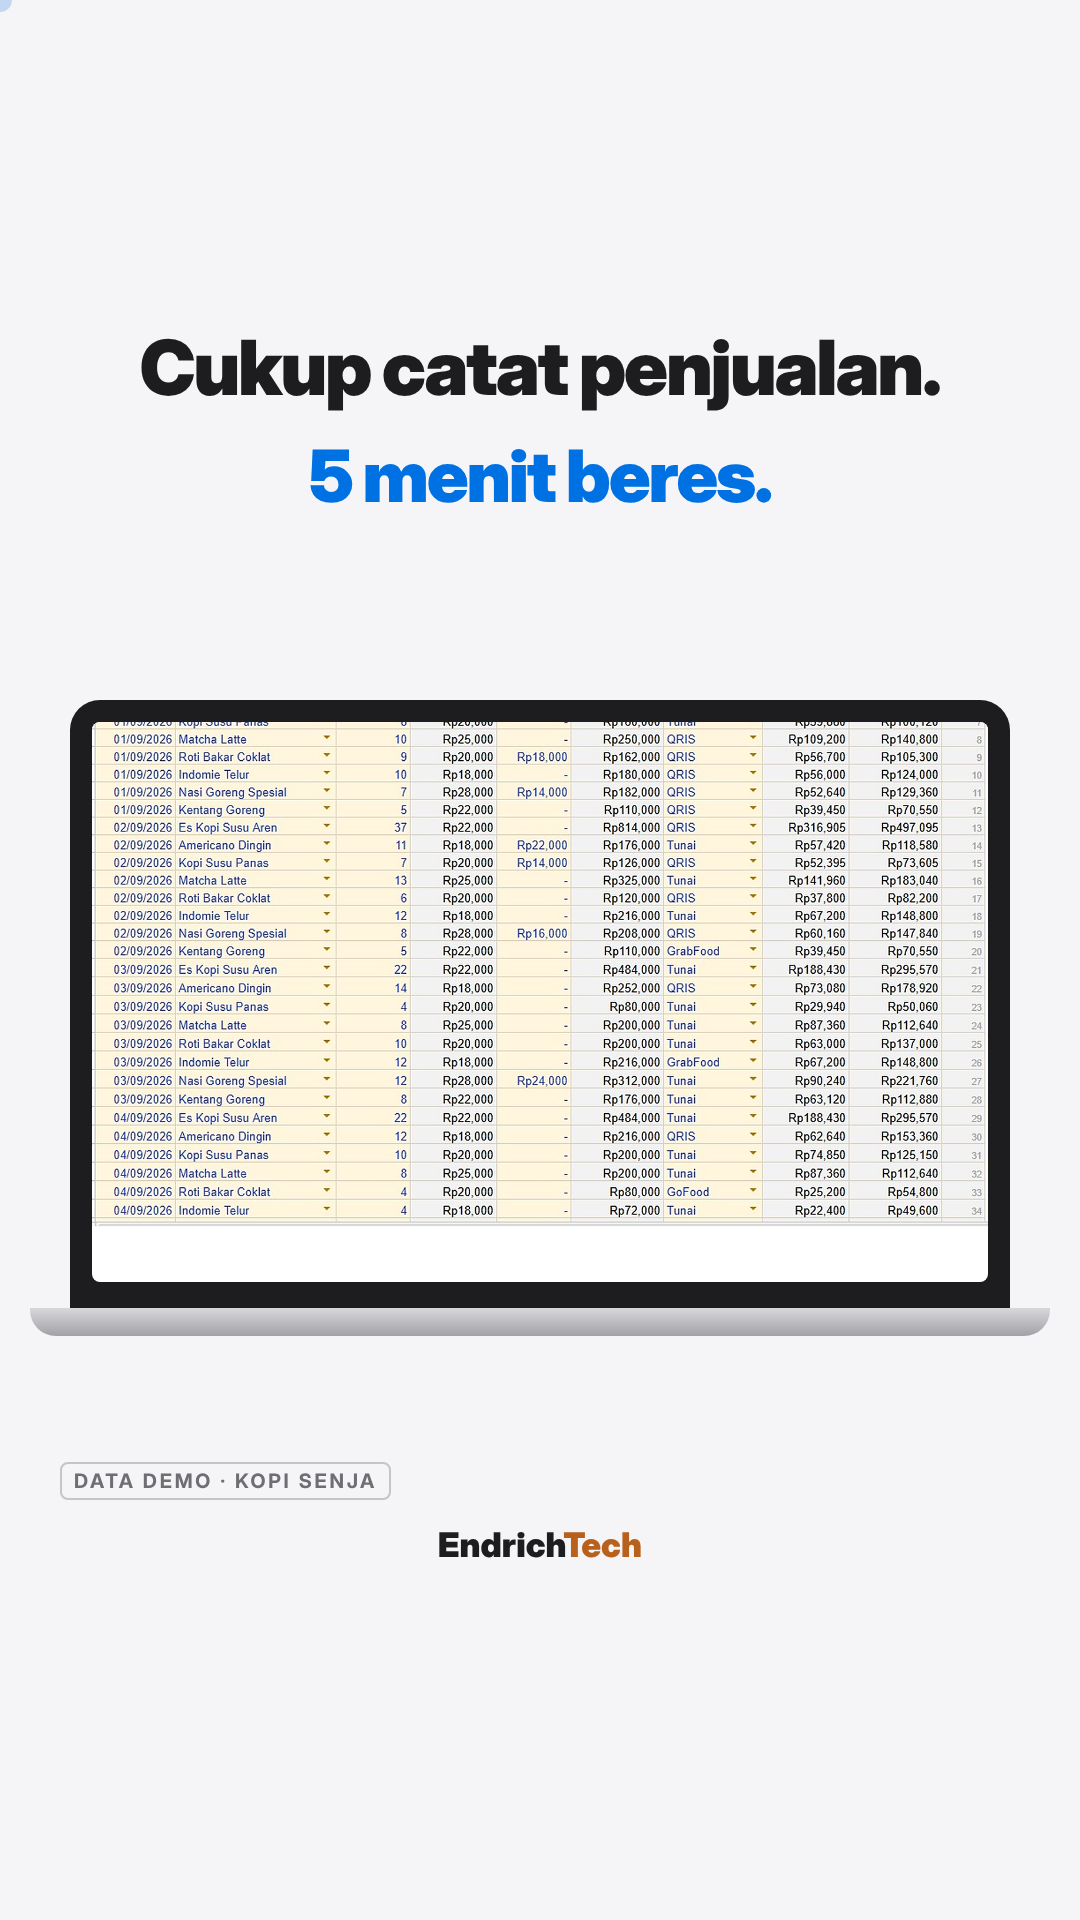 Cukup catat penjualan.
5 menit beres.
01/09/2026 Matcha Latte 10 Rp25,000 - Rp250,000 QRIS Rp109,200 Rp140,800 8
01/09/2026 Roti Bakar Coklat 9 Rp20,000 Rp18,000 Rp162,000 QRIS Rp56,700 Rp105,300 9
01/09/2026 Indomie Telur 10 Rp18,000 - Rp180,000 QRIS Rp56,000 Rp124,000 10
01/09/2026 Nasi Goreng Spesial 7 Rp28,000 Rp14,000 Rp182,000 QRIS Rp52,640 Rp129,360 11
01/09/2026 Kentang Goreng 5 Rp22,000 - Rp110,000 QRIS Rp39,450 Rp70,550 12
02/09/2026 Es Kopi Susu Aren 37 Rp22,000 - Rp814,000 QRIS Rp316,905 Rp497,095 13
02/09/2026 Americano Dingin 11 Rp18,000 Rp22,000 Rp176,000 Tunai Rp57,420 Rp118,580 14
02/09/2026 Kopi Susu Panas 7 Rp20,000 Rp14,000 Rp126,000 QRIS Rp52,395 Rp73,605 15
02/09/2026 Matcha Latte 13 Rp25,000 - Rp325,000 Tunai Rp141,960 Rp183,040 16
02/09/2026 Roti Bakar Coklat 6 Rp20,000 - Rp120,000 QRIS Rp37,800 Rp82,200 17
02/09/2026 Indomie Telur 12 Rp18,000 - Rp216,000 Tunai Rp67,200 Rp148,800 18
02/09/2026 Nasi Goreng Spesial 8 Rp28,000 Rp16,000 Rp208,000 QRIS Rp60,160 Rp147,840 19
02/09/2026 Kentang Goreng 5 Rp22,000 - Rp110,000 GrabFood Rp39,450 Rp70,550 20
03/09/2026 Es Kopi Susu Aren 22 Rp22,000 - Rp484,000 Tunai Rp188,430 Rp295,570 21
03/09/2026 Americano Dingin 14 Rp18,000 - Rp252,000 QRIS Rp73,080 Rp178,920 22
03/09/2026 Kopi Susu Panas 4 Rp20,000 - Rp80,000 Tunai Rp29,940 Rp50,060 23
03/09/2026 Matcha Latte 8 Rp25,000 - Rp200,000 Tunai Rp87,360 Rp112,640 24
03/09/2026 Roti Bakar Coklat 10 Rp20,000 - Rp200,000 Tunai Rp63,000 Rp137,000 25
03/09/2026 Indomie Telur 12 Rp18,000 - Rp216,000 GrabFood Rp67,200 Rp148,800 26
03/09/2026 Nasi Goreng Spesial 12 Rp28,000 Rp24,000 Rp312,000 Tunai Rp90,240 Rp221,760 27
03/09/2026 Kentang Goreng 8 Rp22,000 - Rp176,000 Tunai Rp63,120 Rp112,880 28
04/09/2026 Es Kopi Susu Aren 22 Rp22,000 - Rp484,000 Tunai Rp188,430 Rp295,570 29
04/09/2026 Americano Dingin 12 Rp18,000 - Rp216,000 QRIS Rp62,640 Rp153,360 30
04/09/2026 Kopi Susu Panas 10 Rp20,000 - Rp200,000 Tunai Rp74,850 Rp125,150 31
04/09/2026 Matcha Latte 8 Rp25,000 - Rp200,000 Tunai Rp87,360 Rp112,640 32
04/09/2026 Roti Bakar Coklat 4 Rp20,000 - Rp80,000 GoFood Rp25,200 Rp54,800 33
04/09/2026 Indomie Telur 4 Rp18,000 - Rp72,000 Tunai Rp22,400 Rp49,600 34
DATA DEMO · KOPI SENJA
EndrichTech